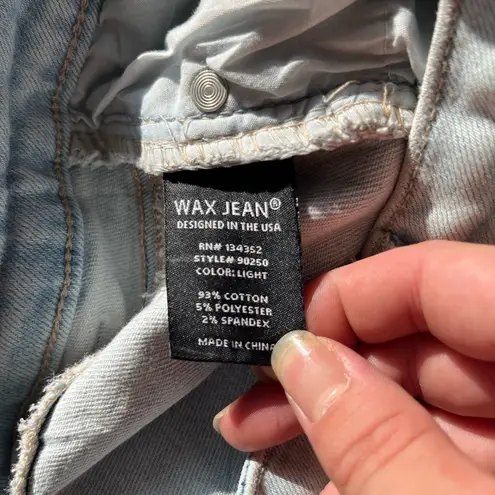 WAX JEAN®
DESIGNED IN THE USA
RN# 134352
STYLE# 90250
COLOR: LIGHT
93% COTTON
5% POLYESTER
2% SPANDEX
MADE IN CHINA